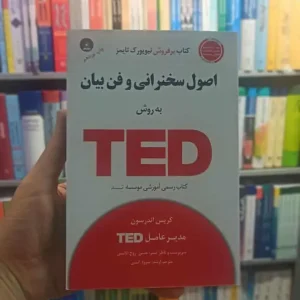 کتاب پرفروش نیویورک تایمز
اصول سخنرانی و فن بیان
به روش
TED
کتاب رسمی آموزشی موسسه تد
کریس اندرسون
مدیر عامل TED